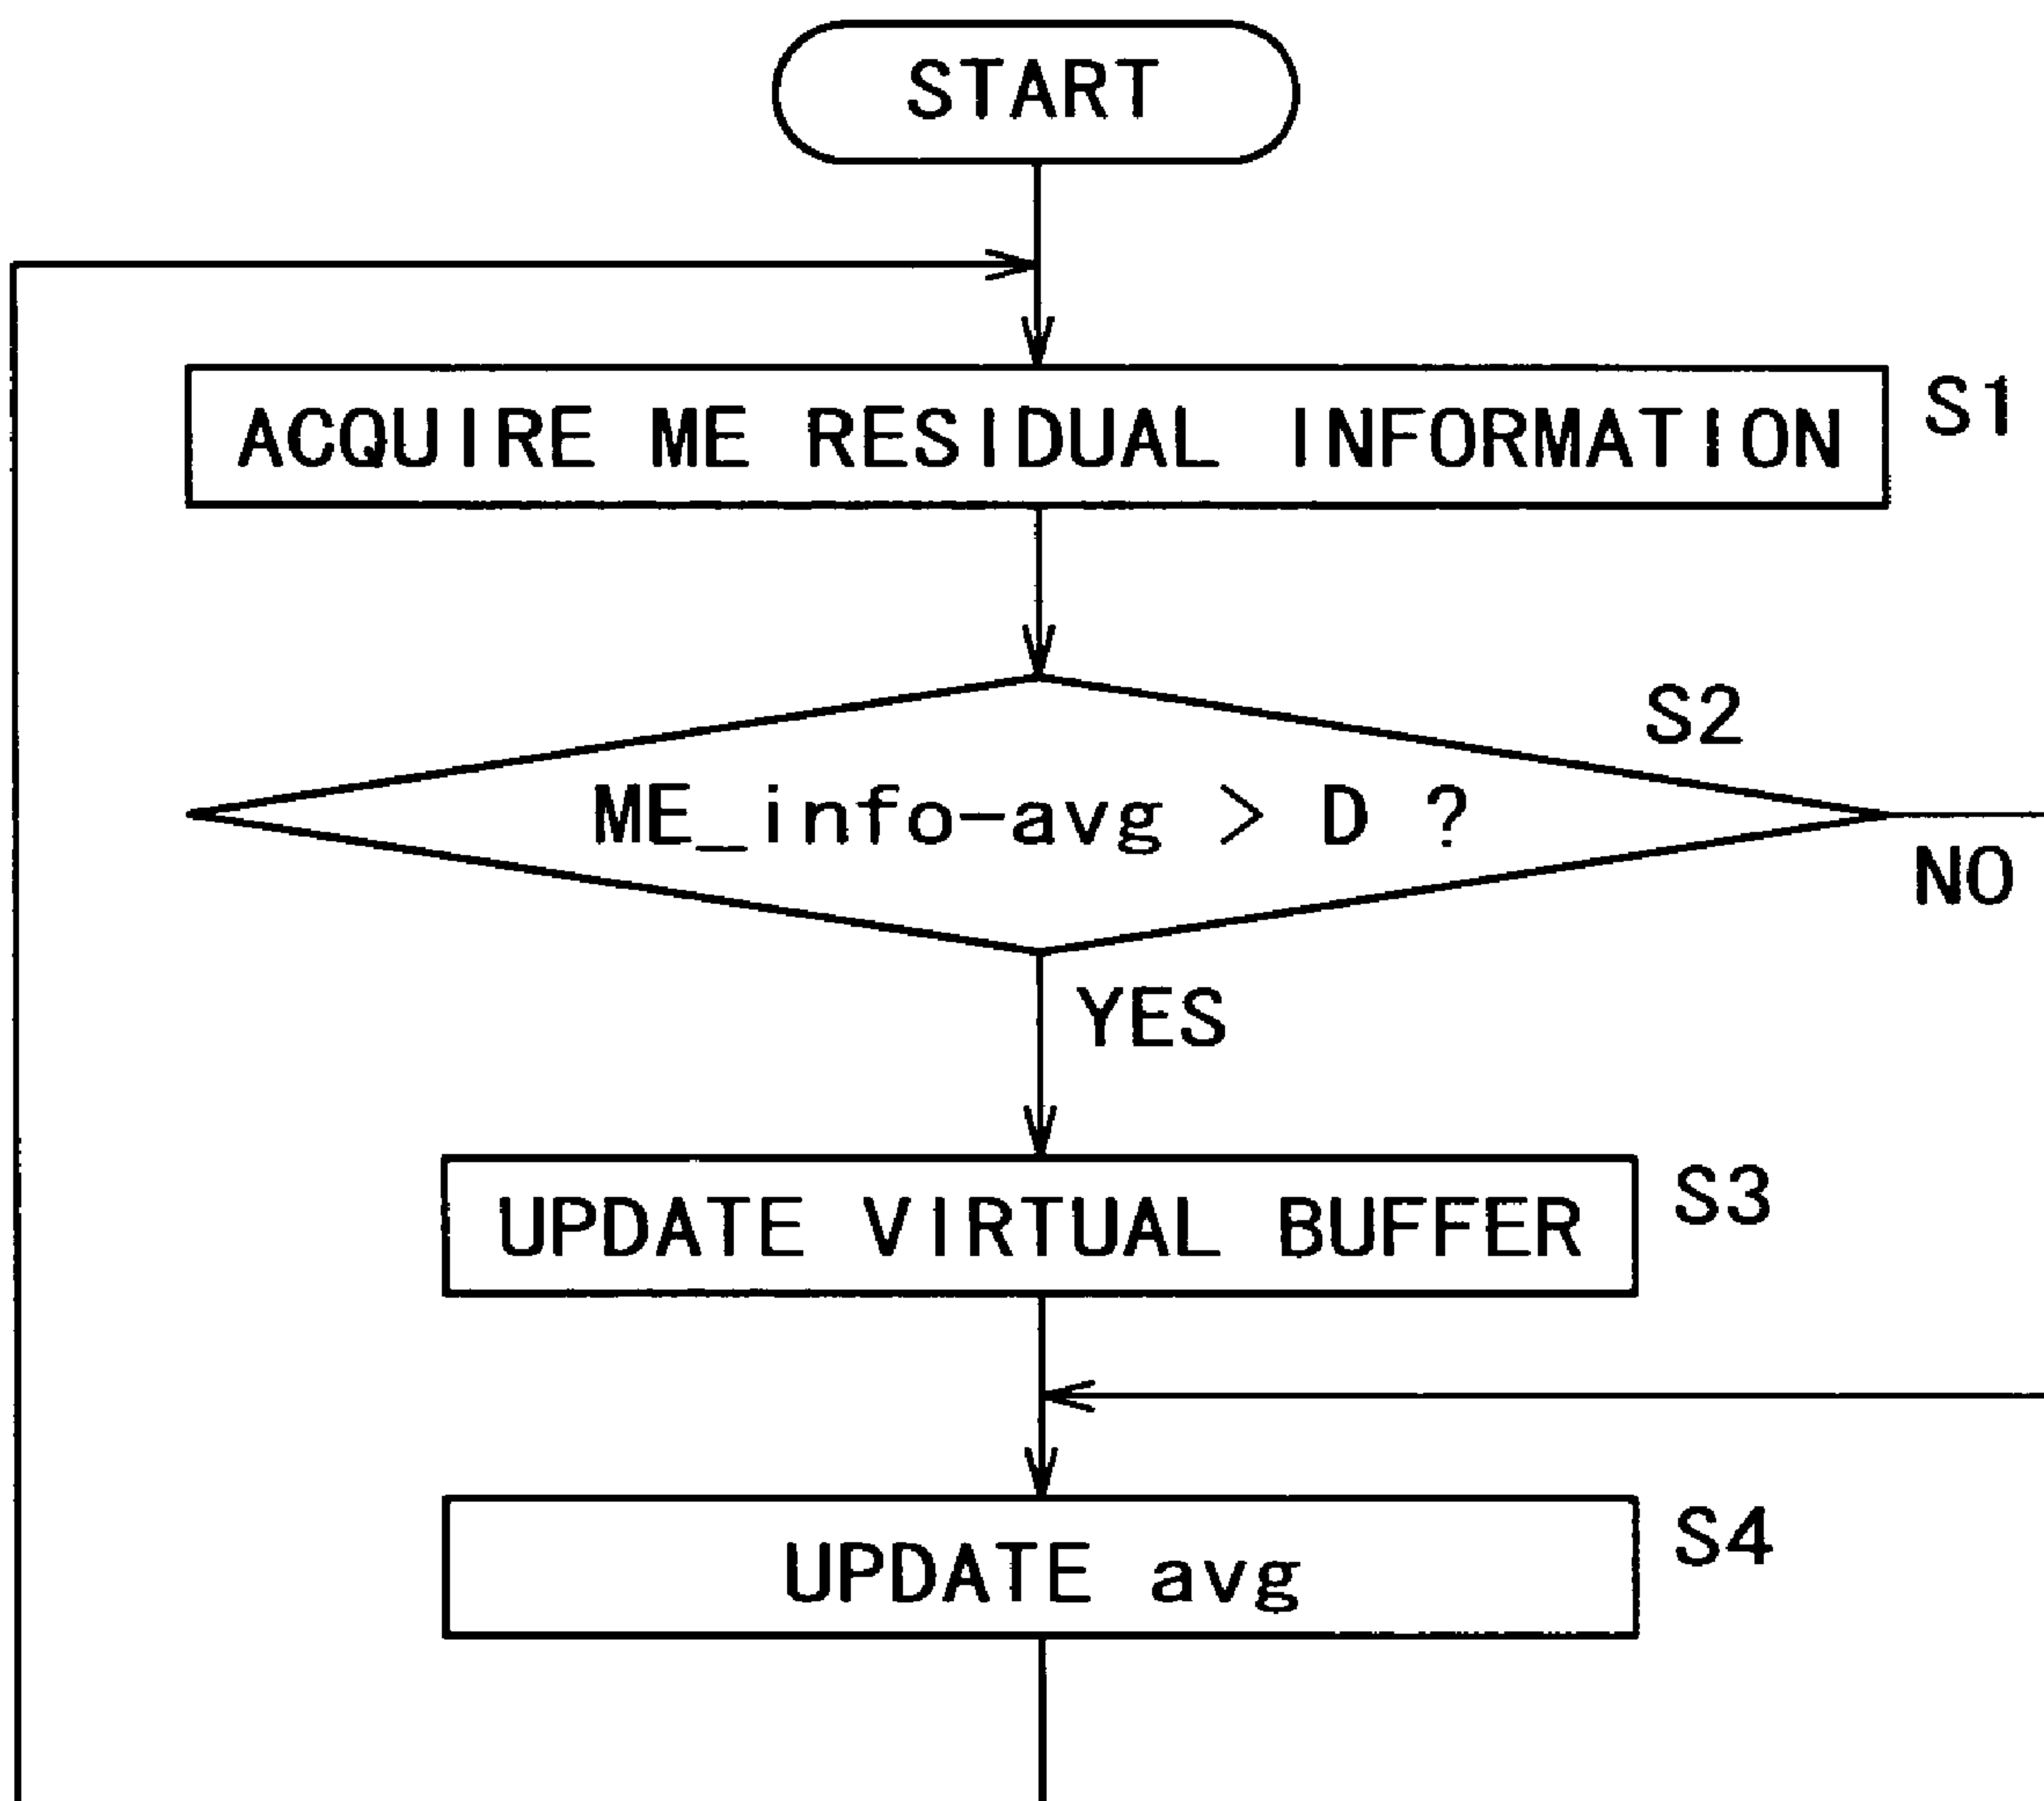 START
ACQUIRE ME RESIDUAL INFORMATION
S1
S2
ME_info-avg > D ?
NO
YES
UPDATE VIRTUAL BUFFER
S3
UPDATE avg
S4